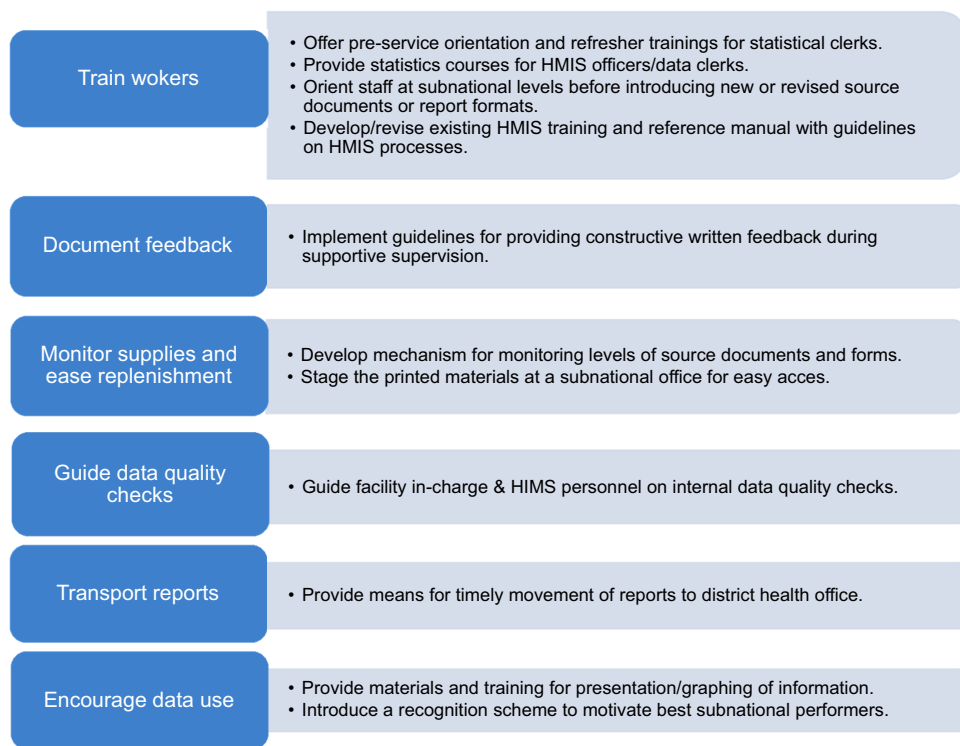 Train wokers
• Offer pre-service orientation and refresher trainings for statistical clerks.
• Provide statistics courses for HMIS officers/data clerks.
• Orient staff at subnational levels before introducing new or revised source
documents or report formats.
• Develop/revise existing HMIS training and reference manual with guidelines
on HMIS processes.
Document feedback
• Implement guidelines for providing constructive written feedback during
supportive supervision.
Monitor supplies and
ease replenishment
• Develop mechanism for monitoring levels of source documents and forms.
• Stage the printed materials at a subnational office for easy acces.
Guide data quality
checks
• Guide facility in-charge & HIMS personnel on internal data quality checks.
Transport reports
• Provide means for timely movement of reports to district health office.
Encourage data use
• Provide materials and training for presentation/graphing of information.
• Introduce a recognition scheme to motivate best subnational performers.